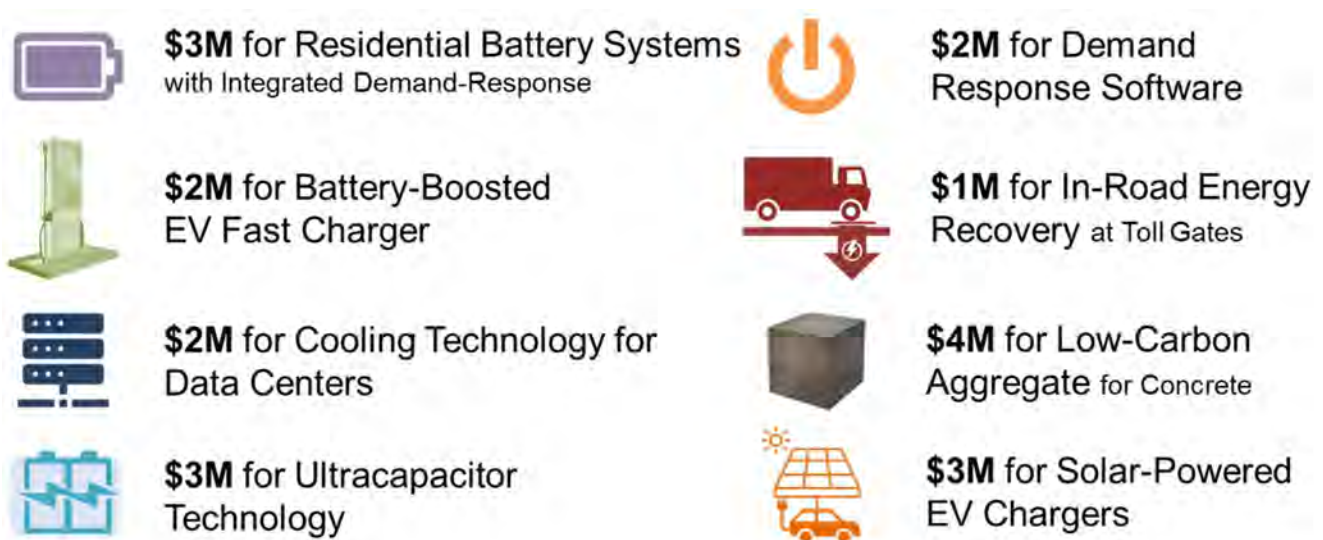 $3M for Residential Battery Systems
with Integrated Demand-Response
$2M for Demand
Response Software
$2M for Battery-Boosted
EV Fast Charger
$1M for In-Road Energy
Recovery at Toll Gates
$2M for Cooling Technology for
Data Centers
$4M for Low-Carbon
Aggregate for Concrete
$3M for Ultracapacitor
Technology
$3M for Solar-Powered
EV Chargers